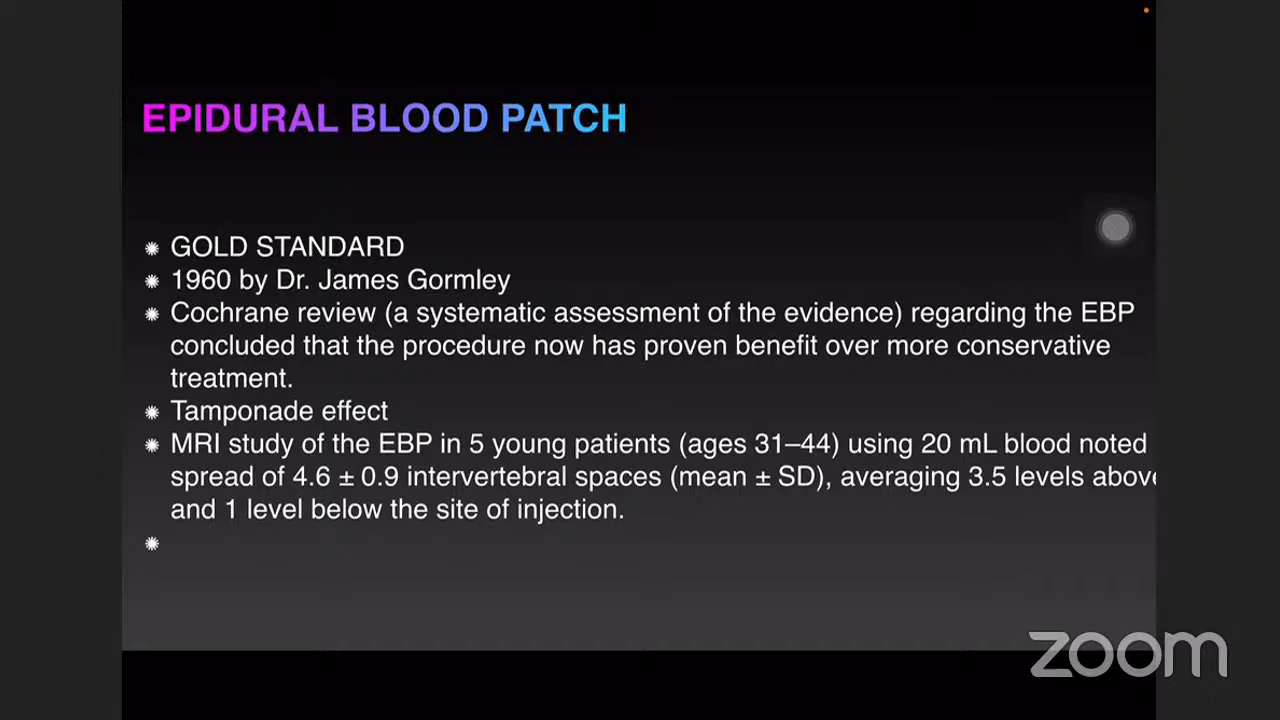 EPIDURAL BLOOD PATCH
GOLD STANDARD
1960 by Dr. James Gormley
Cochrane review (a systematic assessment of the evidence) regarding the EBP
concluded that the procedure now has proven benefit over more conservative
treatment.
Tamponade effect
MRI study of the EBP in 5 young patients (ages 31–44) using 20 mL blood noted
spread of 4.6 ± 0.9 intervertebral spaces (mean ± SD), averaging 3.5 levels above
and 1 level below the site of injection.
zoom